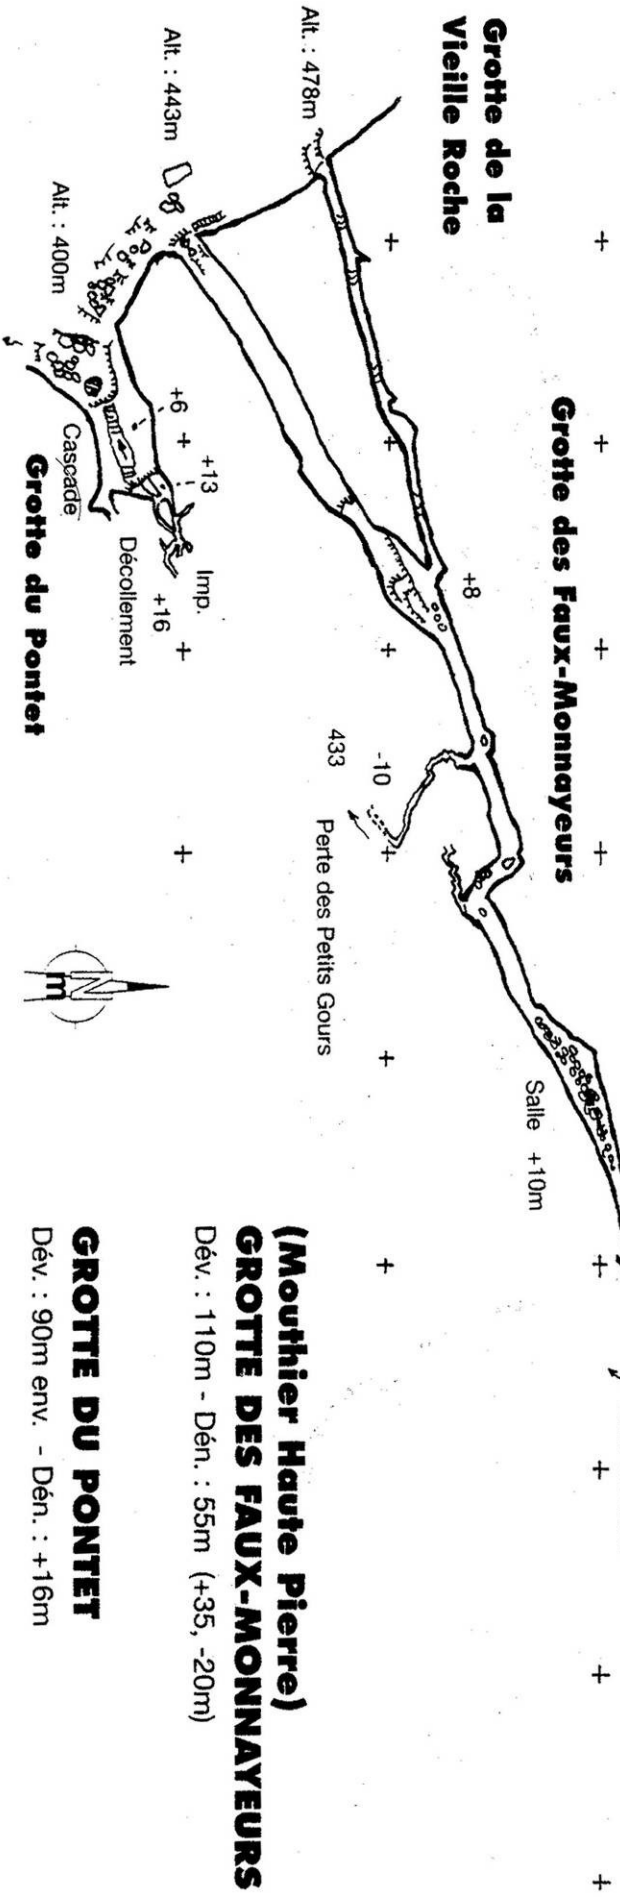 Grotte de la
Vieille Roche
Grotte des Faux-Monnayeurs
Alt. : 478m
Alt. : 443m
Alt. : 400m
+8
+6
+13
Imp.
+16
Décollement
Cascade
Grotte du Pontet
-10
433
Perte des Petits Gours
Salle +10m
N
m
(Mouthier Haute Pierre)
GROTTE DES FAUX-MONNAYEURS
Dév. : 110m - Dén. : 55m (+35, -20m)
GROTTE DU PONTET
Dév. : 90m env. - Dén. : +16m